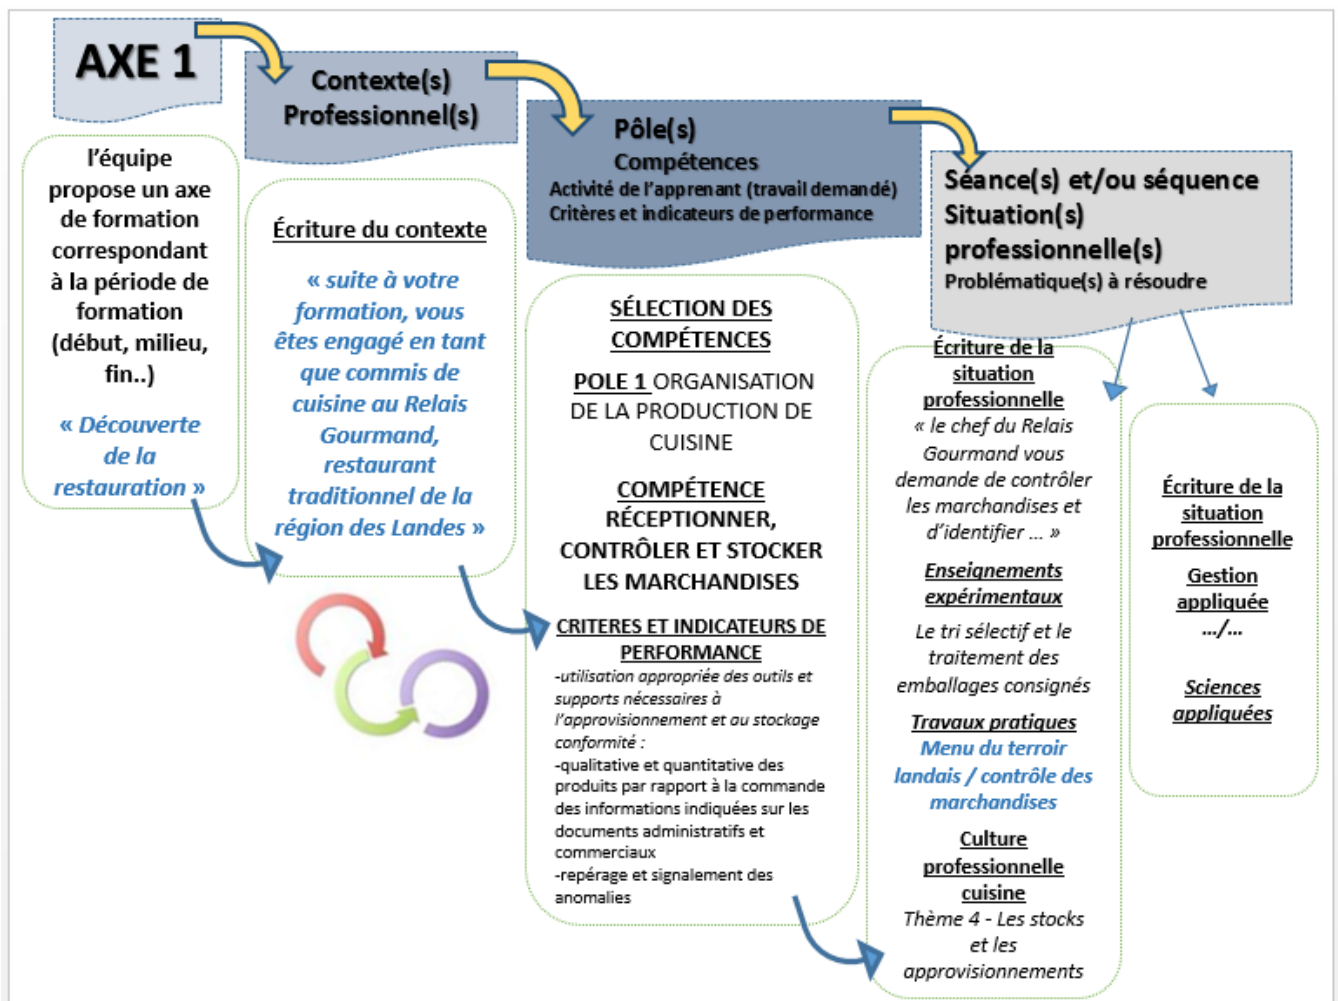 AXE 1
l'équipe
propose un axe
de formation
correspondant
à la période de
formation
(début, milieu,
fin..)
« Découverte
de la
restauration »
Contexte(s)
Professionnel(s)
Écriture du contexte
« suite à votre
formation, vous
êtes engagé en tant
que commis de
cuisine au Relais
Gourmand,
restaurant
traditionnel de la
région des Landes »
Pôle(s)
Compétences
Activité de l'apprenant (travail demandé)
Critères et indicateurs de performance
SÉLECTION DES
COMPÉTENCES
POLE 1 ORGANISATION
DE LA PRODUCTION DE
CUISINE
COMPÉTENCE
RÉCEPTIONNER,
CONTRÔLER ET STOCKER
LES MARCHANDISES
CRITERES ET INDICATEURS DE
PERFORMANCE
-utilisation appropriée des outils et
supports nécessaires à
l'approvisionnement et au stockage
conformité :
-qualitative et quantitative des
produits par rapport à la commande
des informations indiquées sur les
documents administratifs et
commerciaux
-repérage et signalement des
anomalies
Séance(s) et/ou séquence
Situation(s)
professionnelle(s)
Problématique(s) à résoudre
Écriture de la
situation
professionnelle
« le chef du Relais
Gourmand vous
demande de contrôler
les marchandises et
d'identifier ... »
Enseignements
expérimentaux
Le tri sélectif et le
traitement des
emballages consignés
Travaux pratiques
Menu du terroir
landais / contrôle des
marchandises
Culture
professionnelle
cuisine
Thème 4 - Les stocks
et les
approvisionnements
Écriture de la
situation
professionnelle
Gestion
appliquée
.../...
Sciences
appliquées